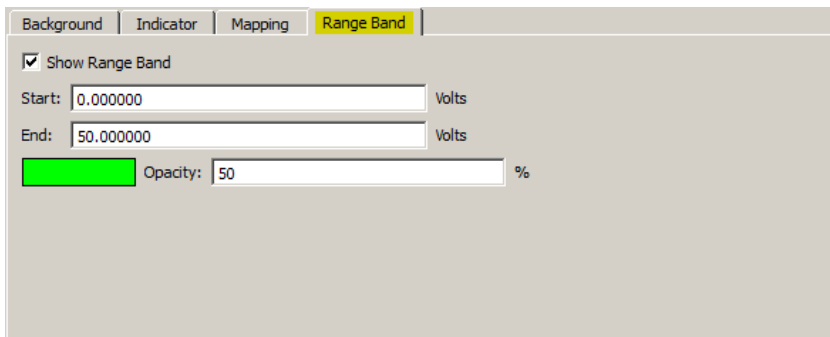 Background Indicator Mapping Range Band
Show Range Band
Start: 0.000000 Volts
End: 50.000000 Volts
Opacity: 50 %